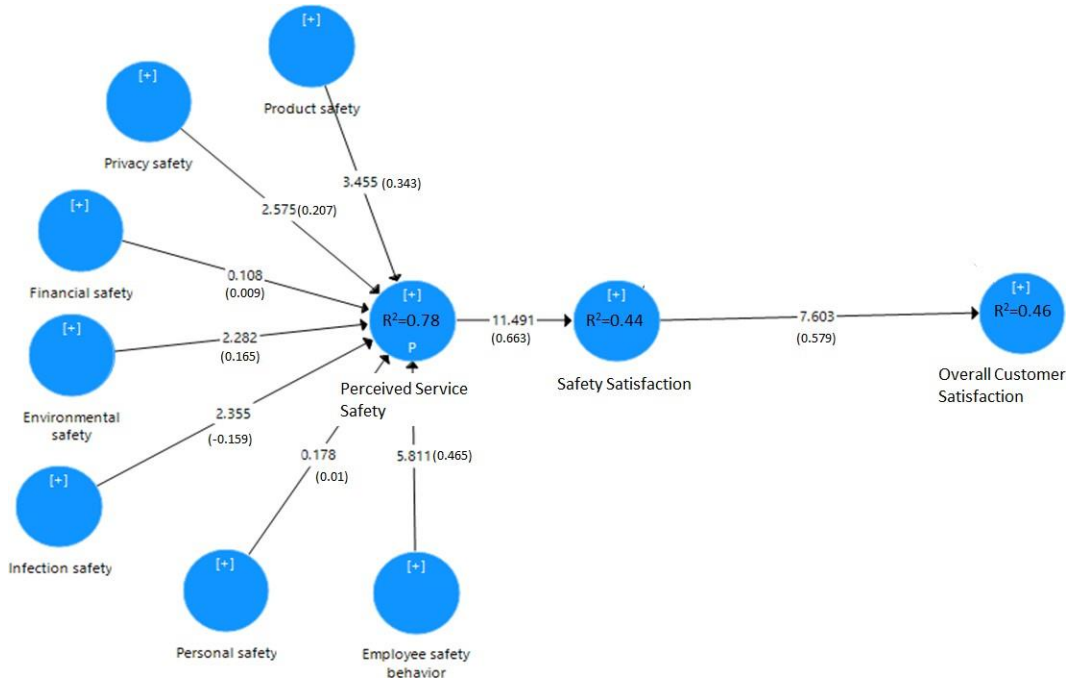 [+]
Product safety
[+]
Privacy safety
3.455 (0.343)
2.575(0.207)
[+]
Financial safety
0.108
(0.009)
[+]
Environmental
safety
2.282
(0.165)
[+]
R²=0.78
P
Perceived Service
Safety
11.491
(0.663)
[+]
R²=0.44
Safety Satisfaction
7.603
(0.579)
[+]
R²=0.46
Overall Customer
Satisfaction
2.355
(-0.159)
[+]
Infection safety
0.178
(0.01)
5.811(0.465)
[+]
Personal safety
[+]
Employee safety
behavior